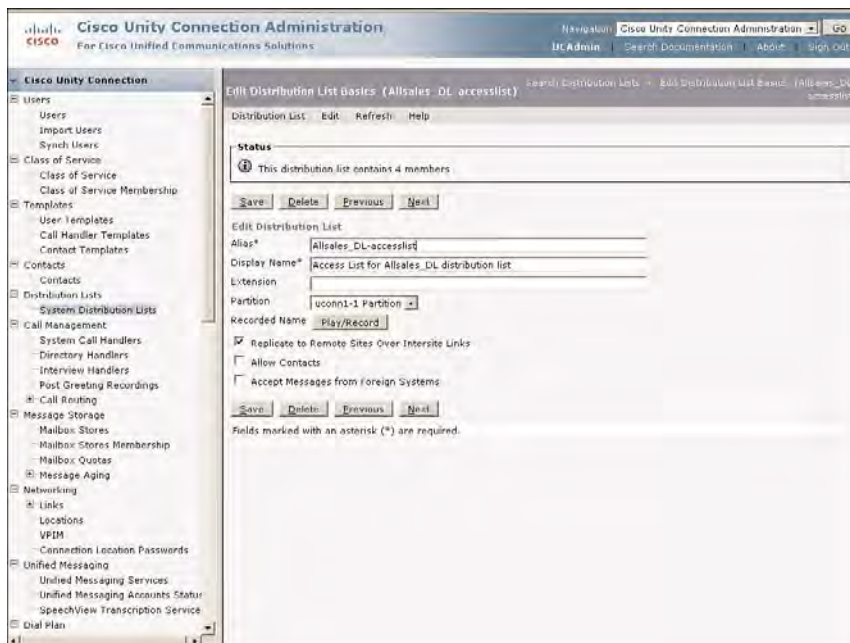 cisco
Cisco Unity Connection Administration
For Cisco Unified Communications Solutions
Navigation Cisco Unity Connection Administration GO
UCAdmin | Search Documentation | About | Sign Out
Cisco Unity Connection
Users
Users
Import Users
Synch Users
Class of Service
Class of Service
Class of Service Membership
Templates
User Templates
Call Handler Templates
Contact Templates
Contacts
Contacts
Distribution Lists
System Distribution Lists
Call Management
System Call Handlers
Directory Handlers
Interview Handlers
Post Greeting Recordings
Call Routing
Message Storage
Mailbox Stores
Mailbox Stores Membership
Mailbox Quotas
Message Aging
Networking
Links
Locations
VPIM
Connection Location Passwords
Unified Messaging
Unified Messaging Services
Unified Messaging Accounts Status
SpeechView Transcription Service
Dial Plan
Edit Distribution List Basics (Allsales_DL accesslist)
Search Distribution Lists Edit Distribution List Basics (Allsales_DL
accesslist
Distribution List Edit Refresh Help
Status
This distribution list contains 4 members
Save Delete Previous Next
Edit Distribution List
Alias* Allsales_DL-accesslist
Display Name* Access List for Allsales_DL distribution list
Extension
Partition uconn1-1 Partition
Recorded Name Play/Record
Replicate to Remote Sites Over Intersite Links
Allow Contacts
Accept Messages from Foreign Systems
Save Delete Previous Next
Fields marked with an asterisk (*) are required.